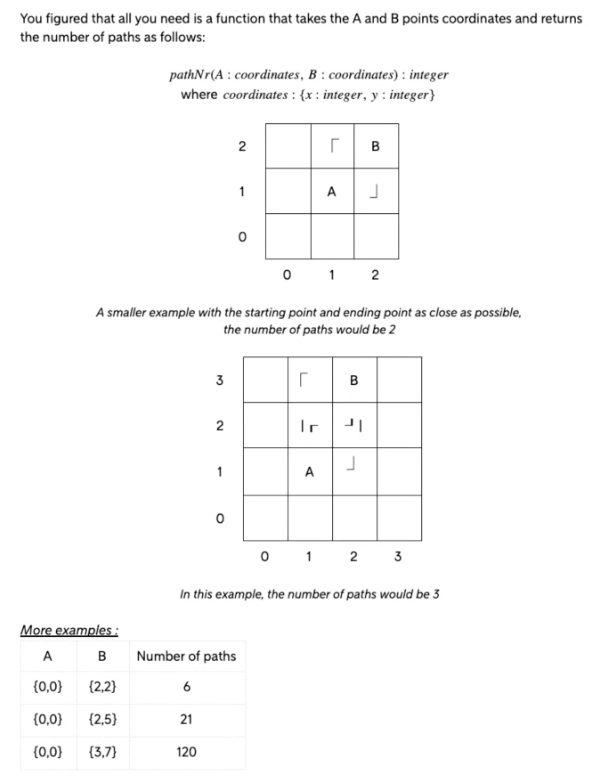 You figured that all you need is a function that takes the A and B points coordinates and returns
the number of paths as follows:
pathNr(A : coordinates, B : coordinates) : integer
where coordinates : {x : integer, y : integer}
2 B
1 A
0
0 1 2
A smaller example with the starting point and ending point as close as possible,
the number of paths would be 2
3 B
2
1 A
0
0 1 2 3
In this example, the number of paths would be 3
More examples :
A B Number of paths
{0,0} {2,2} 6
{0,0} {2,5} 21
{0,0} {3,7} 120